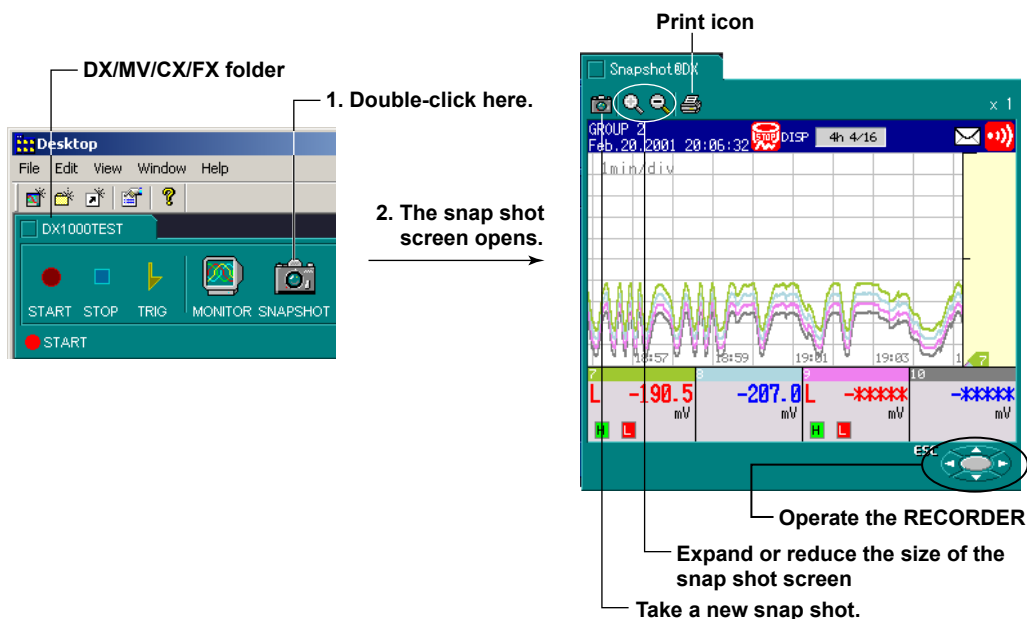 Print icon
DX/MV/CX/FX folder
1. Double-click here.
Desktop
File Edit View Window Help
DX1000TEST
START STOP TRIG MONITOR SNAPSHOT
START
2. The snap shot
screen opens.
Snapshot@DX
x 1
GROUP 2
Feb.20.2001 20:06:32 STOP DISP 4h 4/16
1min/div
18:57 18:59 19:01 19:03 1 7
7 8 9 10
L -190.5 -207.0 L -***** -*****
mV mV mV mV
H L H L
ESC
Operate the RECORDER
Expand or reduce the size of the
snap shot screen
Take a new snap shot.